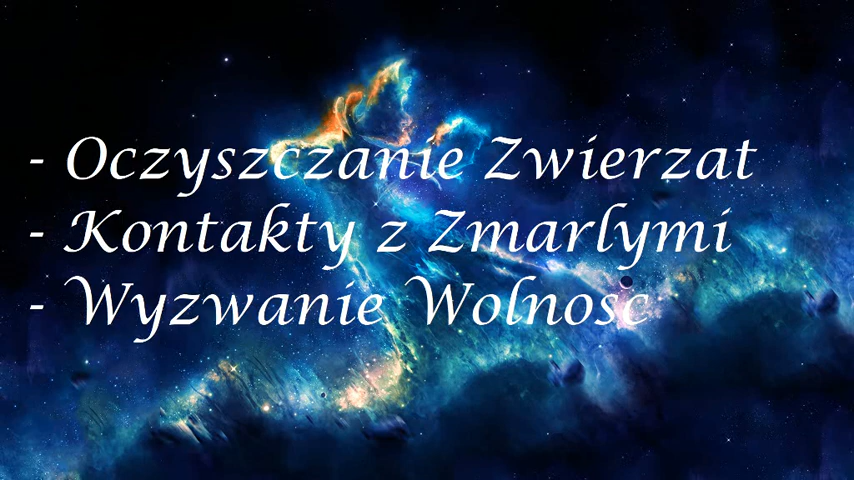 - Oczyszczanie Zwierzat
- Kontakty z Zmarlymi
- Wyzwanie Wolnosc